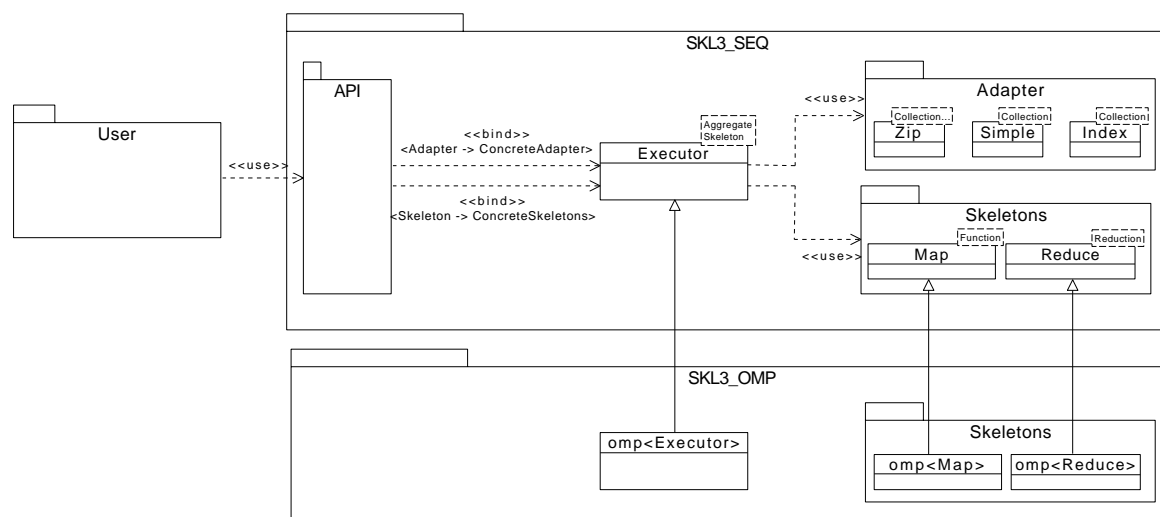 SKL3_SEQ
API
User
<<use>>
<<bind>>
<Adapter -> ConcreteAdapter>
<<bind>>
<Skeleton -> ConcreteSkeletons>
Aggregate
Skeleton
Executor
<<use>>
Adapter
Collection...
Zip
Collection
Simple
Collection
Index
<<use>>
Skeletons
Function
Map
Reduction
Reduce
SKL3_OMP
omp<Executor>
Skeletons
omp<Map>
omp<Reduce>